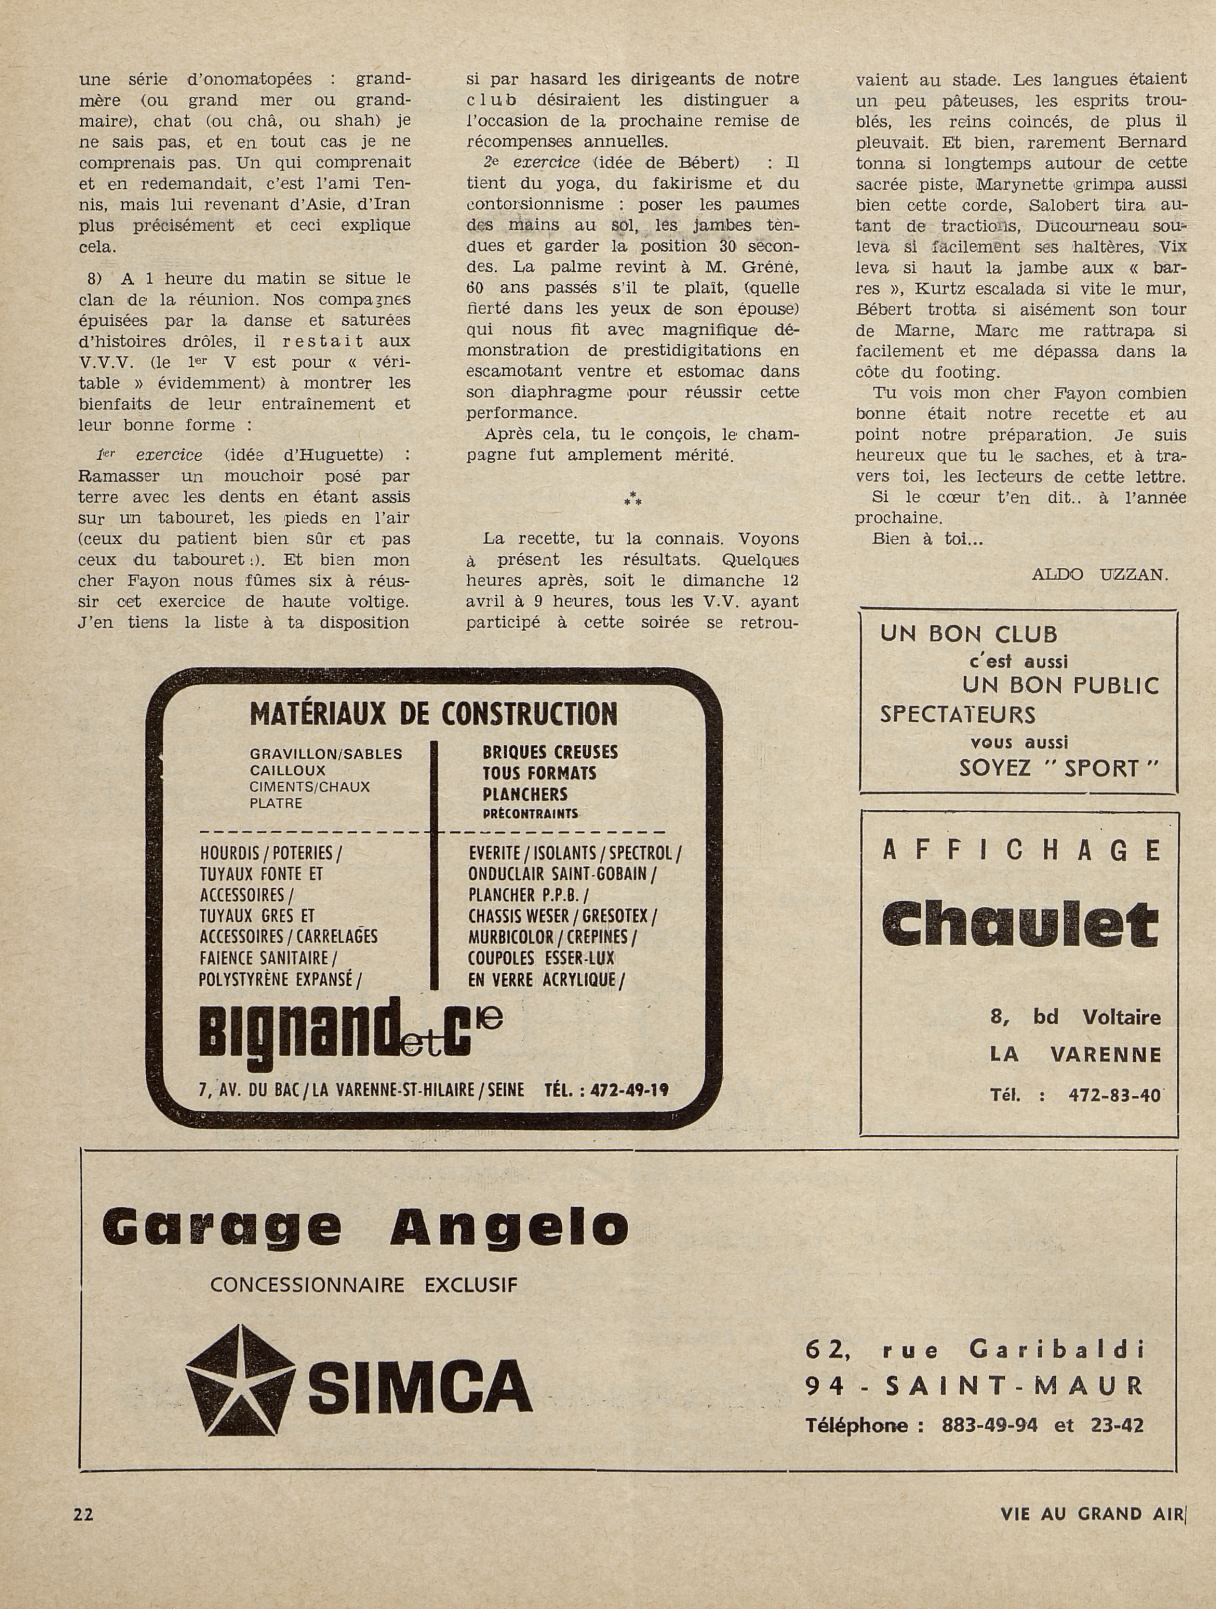 une série d'onomatopées : grand-
mère (ou grand mer ou grand-
maire), chat (ou châ, ou shah) je
ne sais pas, et en tout cas je ne
comprenais pas. Un qui comprenait
et en redemandait, c'est l'ami Ten-
nis, mais lui revenant d'Asie, d'Iran
plus précisément et ceci explique
cela.
8) A 1 heure du matin se situe le
clan de la réunion. Nos compagnes
épuisées par la danse et saturées
d'histoires drôles, il restait aux
V.V.V. (le 1er V est pour « véri-
table » évidemment) à montrer les
bienfaits de leur entraînement et
leur bonne forme :
1er exercice (idée d'Huguette) :
Ramasser un mouchoir posé par
terre avec les dents en étant assis
sur un tabouret, les pieds en l'air
(ceux du patient bien sûr et pas
ceux du tabouret :). Et bien mon
cher Fayon nous fûmes six à réus-
sir cet exercice de haute voltige.
J'en tiens la liste à ta disposition
si par hasard les dirigeants de notre
club désiraient les distinguer a
l'occasion de la prochaine remise de
récompenses annuelles.
2e exercice (idée de Bébert) : Il
tient du yoga, du fakirisme et du
contorsionnisme : poser les paumes
des mains au sol, les jambes ten-
dues et garder la position 30 secon-
des. La palme revint à M. Gréné,
60 ans passés s'il te plaît, (quelle
fierté dans les yeux de son épouse)
qui nous fit avec magnifique dé-
monstration de prestidigitations en
escamotant ventre et estomac dans
son diaphragme pour réussir cette
performance.
Après cela, tu le conçois, le cham-
pagne fut amplement mérité.
***
La recette, tu la connais. Voyons
à présent les résultats. Quelques
heures après, soit le dimanche 12
avril à 9 heures, tous les V.V. ayant
participé à cette soirée se retrou-
vaient au stade. Les langues étaient
un peu pâteuses, les esprits trou-
blés, les reins coincés, de plus il
pleuvait. Et bien, rarement Bernard
tonna si longtemps autour de cette
sacrée piste, Marynette grimpa aussi
bien cette corde, Salobert tira au-
tant de tractions, Ducourneau sou-
leva si facilement ses haltères, Vix
leva si haut la jambe aux « bar-
res », Kurtz escalada si vite le mur,
Bébert trotta si aisément son tour
de Marne, Marc me rattrapa si
facilement et me dépassa dans la
côte du footing.
Tu vois mon cher Fayon combien
bonne était notre recette et au
point notre préparation. Je suis
heureux que tu le saches, et à tra-
vers toi, les lecteurs de cette lettre.
Si le cœur t'en dit.. à l'année
prochaine.
Bien à toi...
ALDO UZZAN.
UN BON CLUB
c'est aussi
UN BON PUBLIC
SPECTATEURS
vous aussi
SOYEZ " SPORT "
MATÉRIAUX DE CONSTRUCTION
GRAVILLON/SABLES
CAILLOUX
CIMENTS/CHAUX
PLATRE
BRIQUES CREUSES
TOUS FORMATS
PLANCHERS
PRÉCONTRAINTS
HOURDIS / POTERIES /
TUYAUX FONTE ET
ACCESSOIRES /
TUYAUX GRES ET
ACCESSOIRES / CARRELAGES
FAIENCE SANITAIRE /
POLYSTYRÈNE EXPANSÉ /
EVERITE / ISOLANTS / SPECTROL /
ONDUCLAIR SAINT-GOBAIN /
PLANCHER P.P.B. /
CHASSIS WESER / GRESOTEX /
MURBICOLOR / CREPINES /
COUPOLES ESSER-LUX
EN VERRE ACRYLIQUE /
Bignand et Cie
7, AV. DU BAC / LA VARENNE-ST-HILAIRE / SEINE TÉL. : 472-49-19
AFFICHAGE
Chaulet
8, bd Voltaire
LA VARENNE
Tél. : 472-83-40
Garage Angelo
CONCESSIONNAIRE EXCLUSIF
SIMCA
62, rue Garibaldi
94 - SAINT-MAUR
Téléphone : 883-49-94 et 23-42
22
VIE AU GRAND AIR